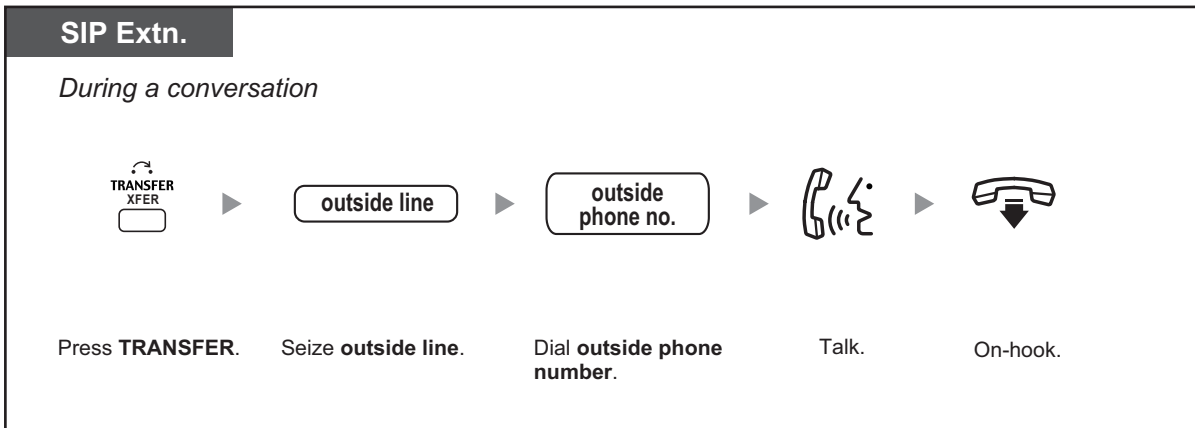 SIP Extn.
During a conversation
TRANSFER
XFER
outside line
outside
phone no.
Press TRANSFER.
Seize outside line.
Dial outside phone
number.
Talk.
On-hook.